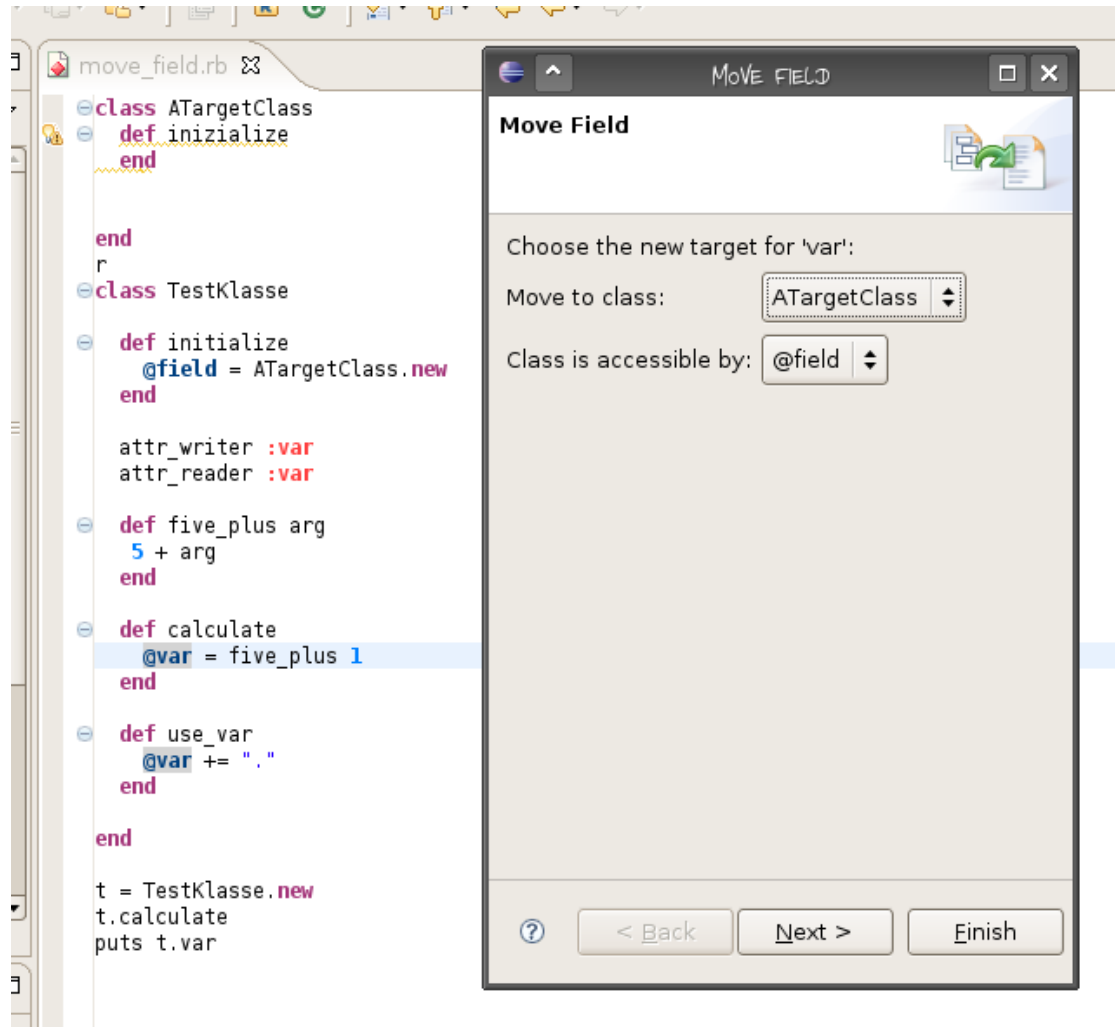 move_field.rb
class ATargetClass
def inizialize
end
end
r
class TestKlasse
def initialize
@field = ATargetClass.new
end
attr_writer :var
attr_reader :var
def five_plus arg
5 + arg
end
def calculate
@var = five_plus 1
end
def use_var
@var += "."
end
end
t = TestKlasse.new
t.calculate
puts t.var
MOVE FIELD
Move Field
Choose the new target for 'var':
Move to class: ATargetClass
Class is accessible by: @field
< Back Next > Finish